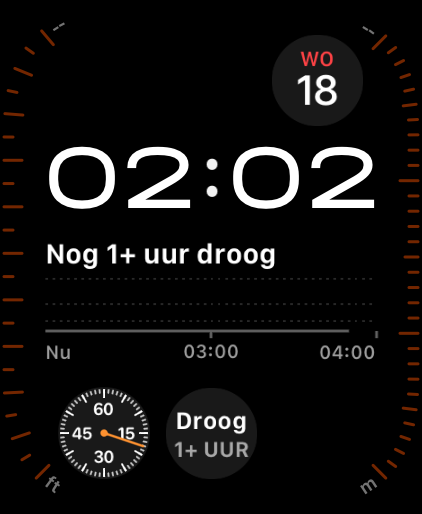 -- --
WO
18
02:02
Nog 1+ uur droog
Nu 03:00 04:00
60
45 15
30
Droog
1+ UUR
ft m